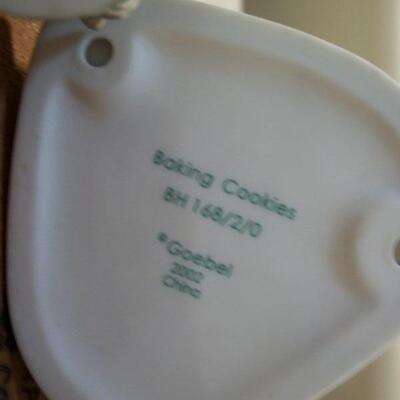 Baking Cookies
BH 168/2/0
©Goebel
2002
China